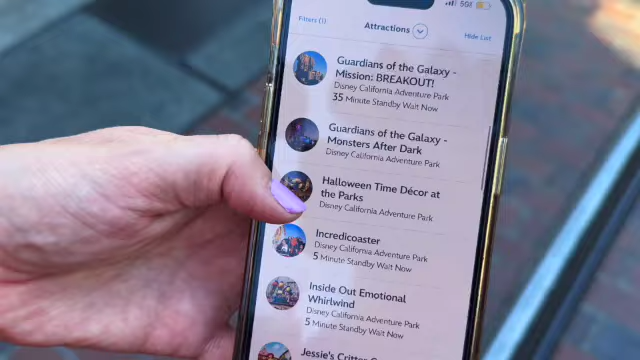 5GE
Filters (1)
Attractions
Hide List
Guardians of the Galaxy -
Mission: BREAKOUT!
Disney California Adventure Park
35 Minute Standby Wait Now
Guardians of the Galaxy -
Monsters After Dark
Disney California Adventure Park
Halloween Time Décor at
the Parks
Disney California Adventure Park
Incredicoaster
Disney California Adventure Park
5 Minute Standby Wait Now
Inside Out Emotional
Whirlwind
Disney California Adventure Park
5 Minute Standby Wait Now
Jessie's Critter